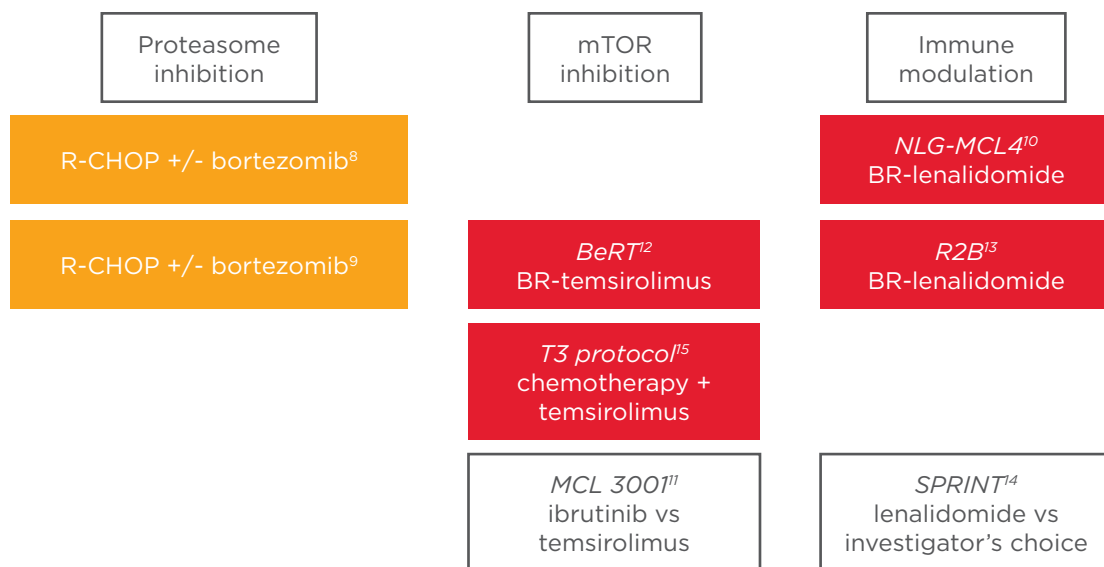 Proteasome
inhibition
mTOR
inhibition
Immune
modulation
R-CHOP +/- bortezomib⁸
NLG-MCL4¹⁰
BR-lenalidomide
R-CHOP +/- bortezomib⁹
BeRT¹²
BR-temsirolimus
R2B¹³
BR-lenalidomide
T3 protocol¹⁵
chemotherapy +
temsirolimus
MCL 3001¹¹
ibrutinib vs
temsirolimus
SPRINT¹⁴
lenalidomide vs
investigator’s choice